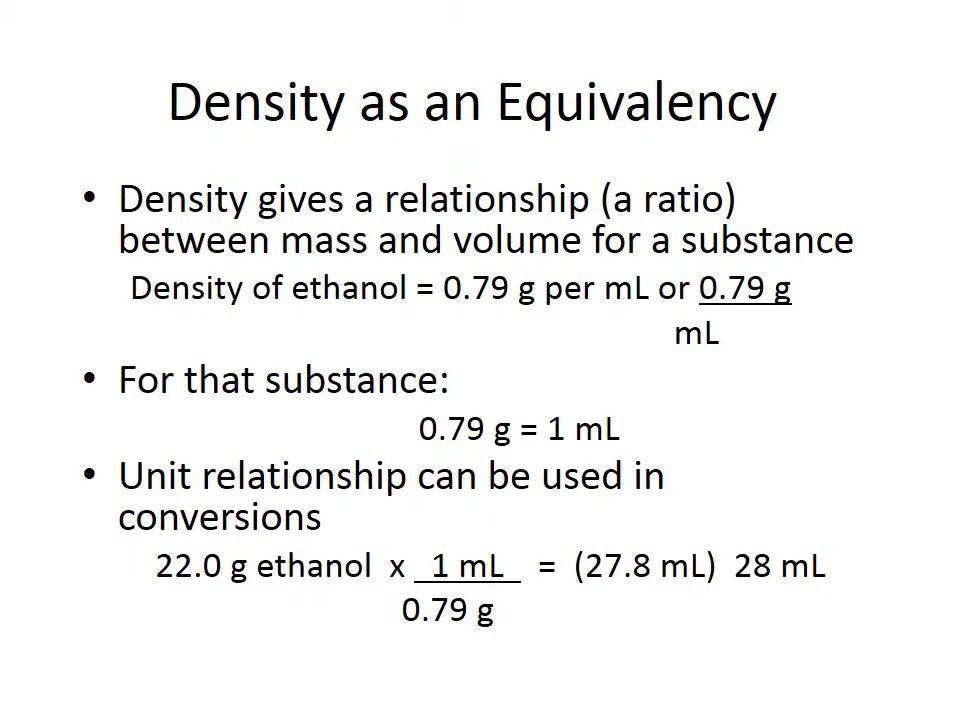 Density as an Equivalency
• Density gives a relationship (a ratio)
between mass and volume for a substance
Density of ethanol = 0.79 g per mL or 0.79 g
mL
• For that substance:
0.79 g = 1 mL
• Unit relationship can be used in
conversions
22.0 g ethanol x 1 mL = (27.8 mL) 28 mL
0.79 g